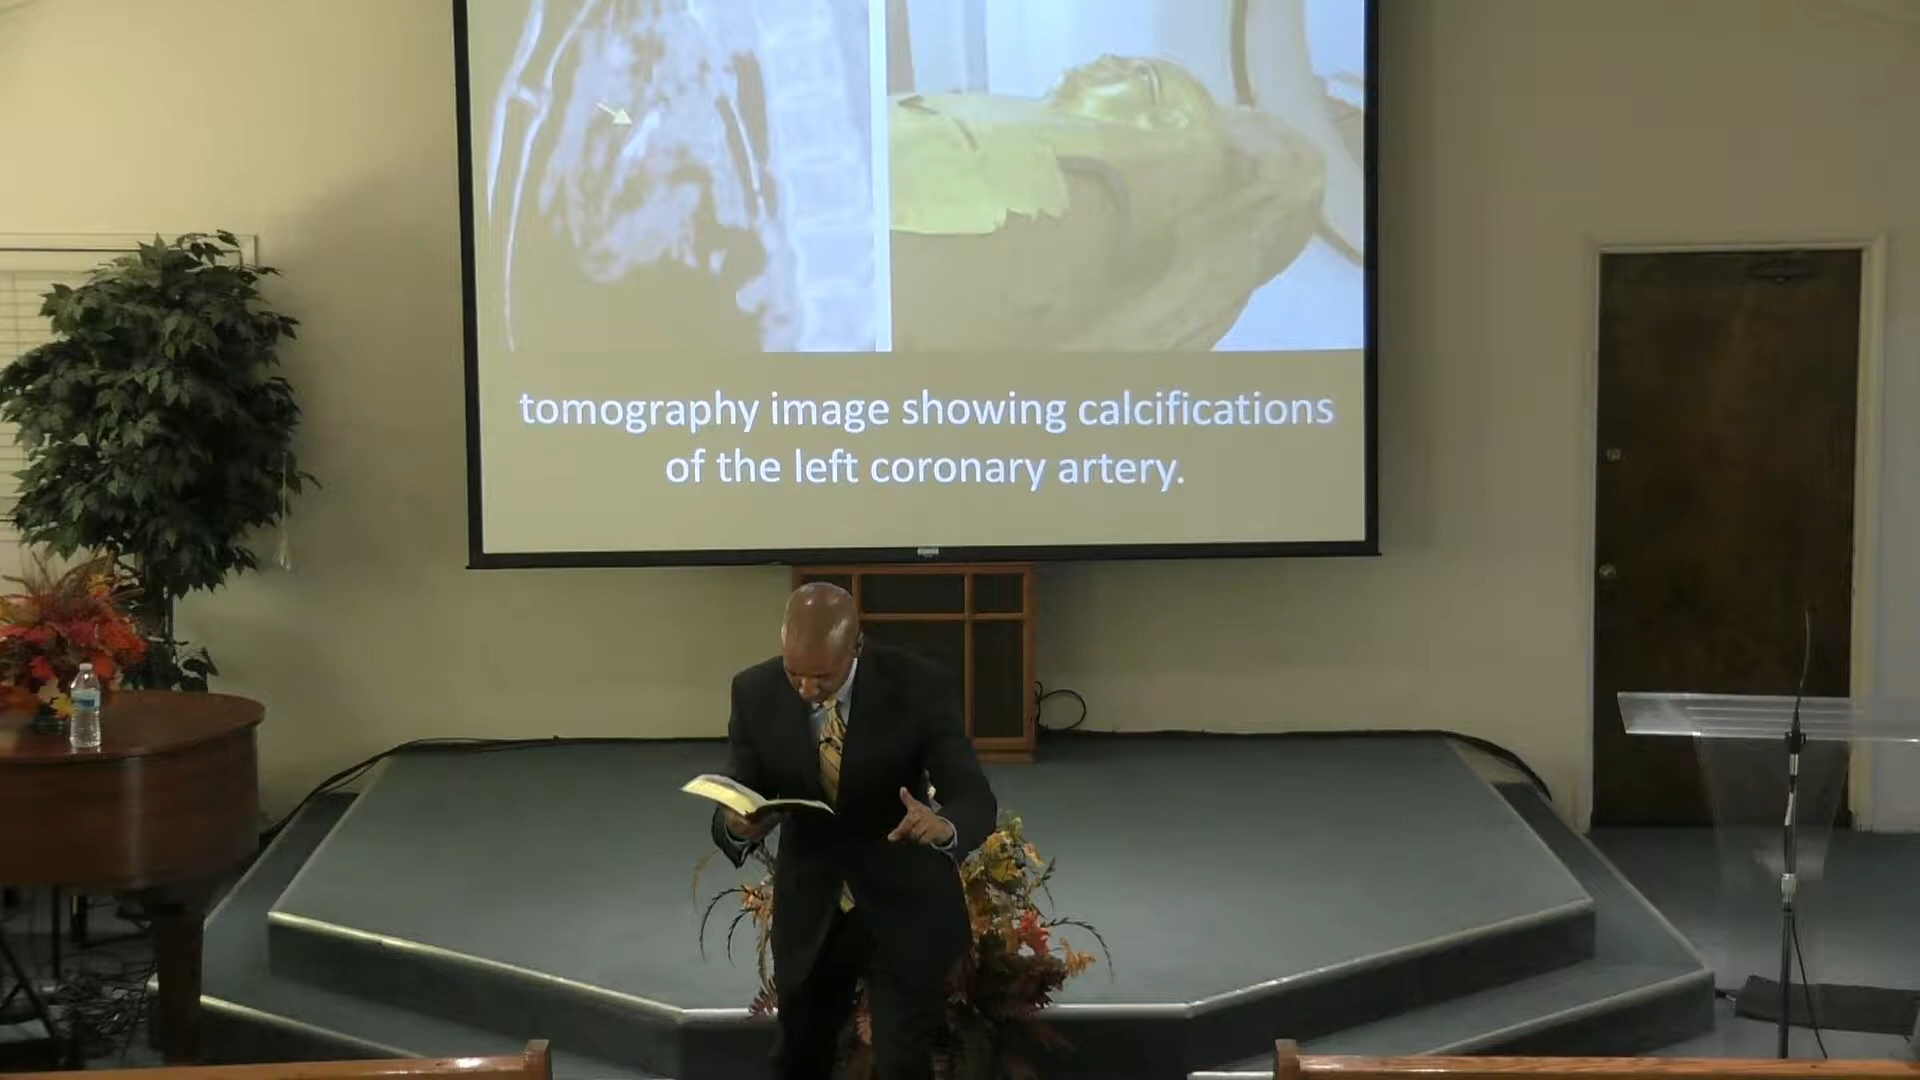 tomography image showing calcifications
of the left coronary artery.